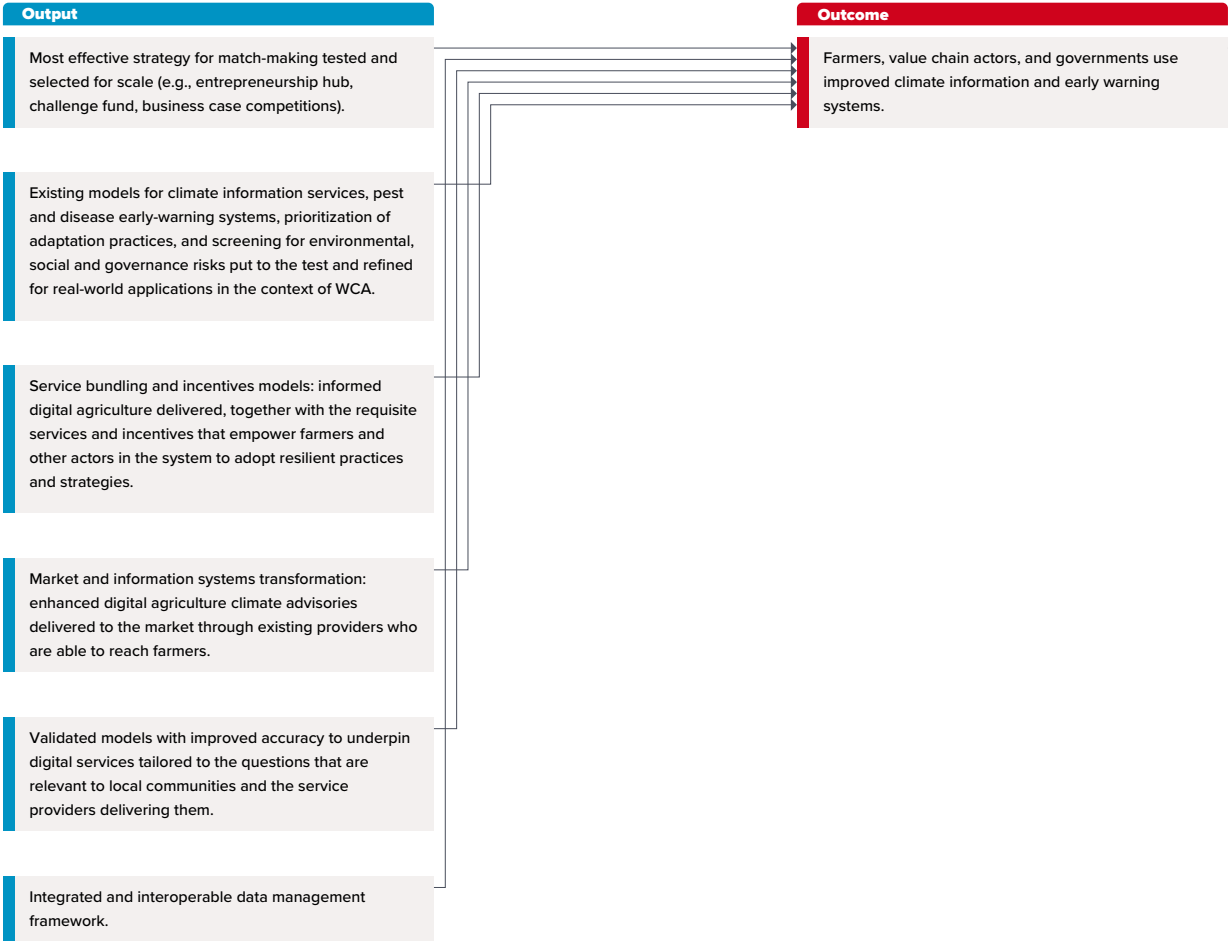 Output
Most effective strategy for match-making tested and
selected for scale (e.g., entrepreneurship hub,
challenge fund, business case competitions).
Existing models for climate information services, pest
and disease early-warning systems, prioritization of
adaptation practices, and screening for environmental,
social and governance risks put to the test and refined
for real-world applications in the context of WCA.
Service bundling and incentives models: informed
digital agriculture delivered, together with the requisite
services and incentives that empower farmers and
other actors in the system to adopt resilient practices
and strategies.
Market and information systems transformation:
enhanced digital agriculture climate advisories
delivered to the market through existing providers who
are able to reach farmers.
Validated models with improved accuracy to underpin
digital services tailored to the questions that are
relevant to local communities and the service
providers delivering them.
Integrated and interoperable data management
framework.
Outcome
Farmers, value chain actors, and governments use
improved climate information and early warning
systems.